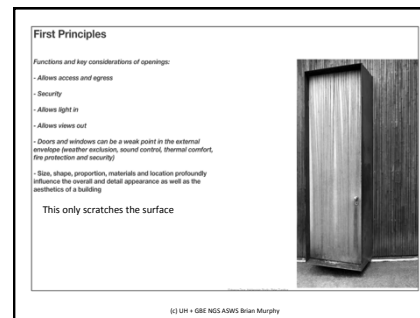 First Principles
Functions and key considerations of openings:
- Allows access and egress
- Security
- Allows light in
- Allows views out
- Doors and windows can be a weak point in the external
envelope (weather exclusion, sound control, thermal comfort,
fire protection and security)
- Size, shape, proportion, materials and location profoundly
influence the overall and detail appearance as well as the
aesthetics of a building
This only scratches the surface
(c) UH + GBE NGS ASWS Brian Murphy